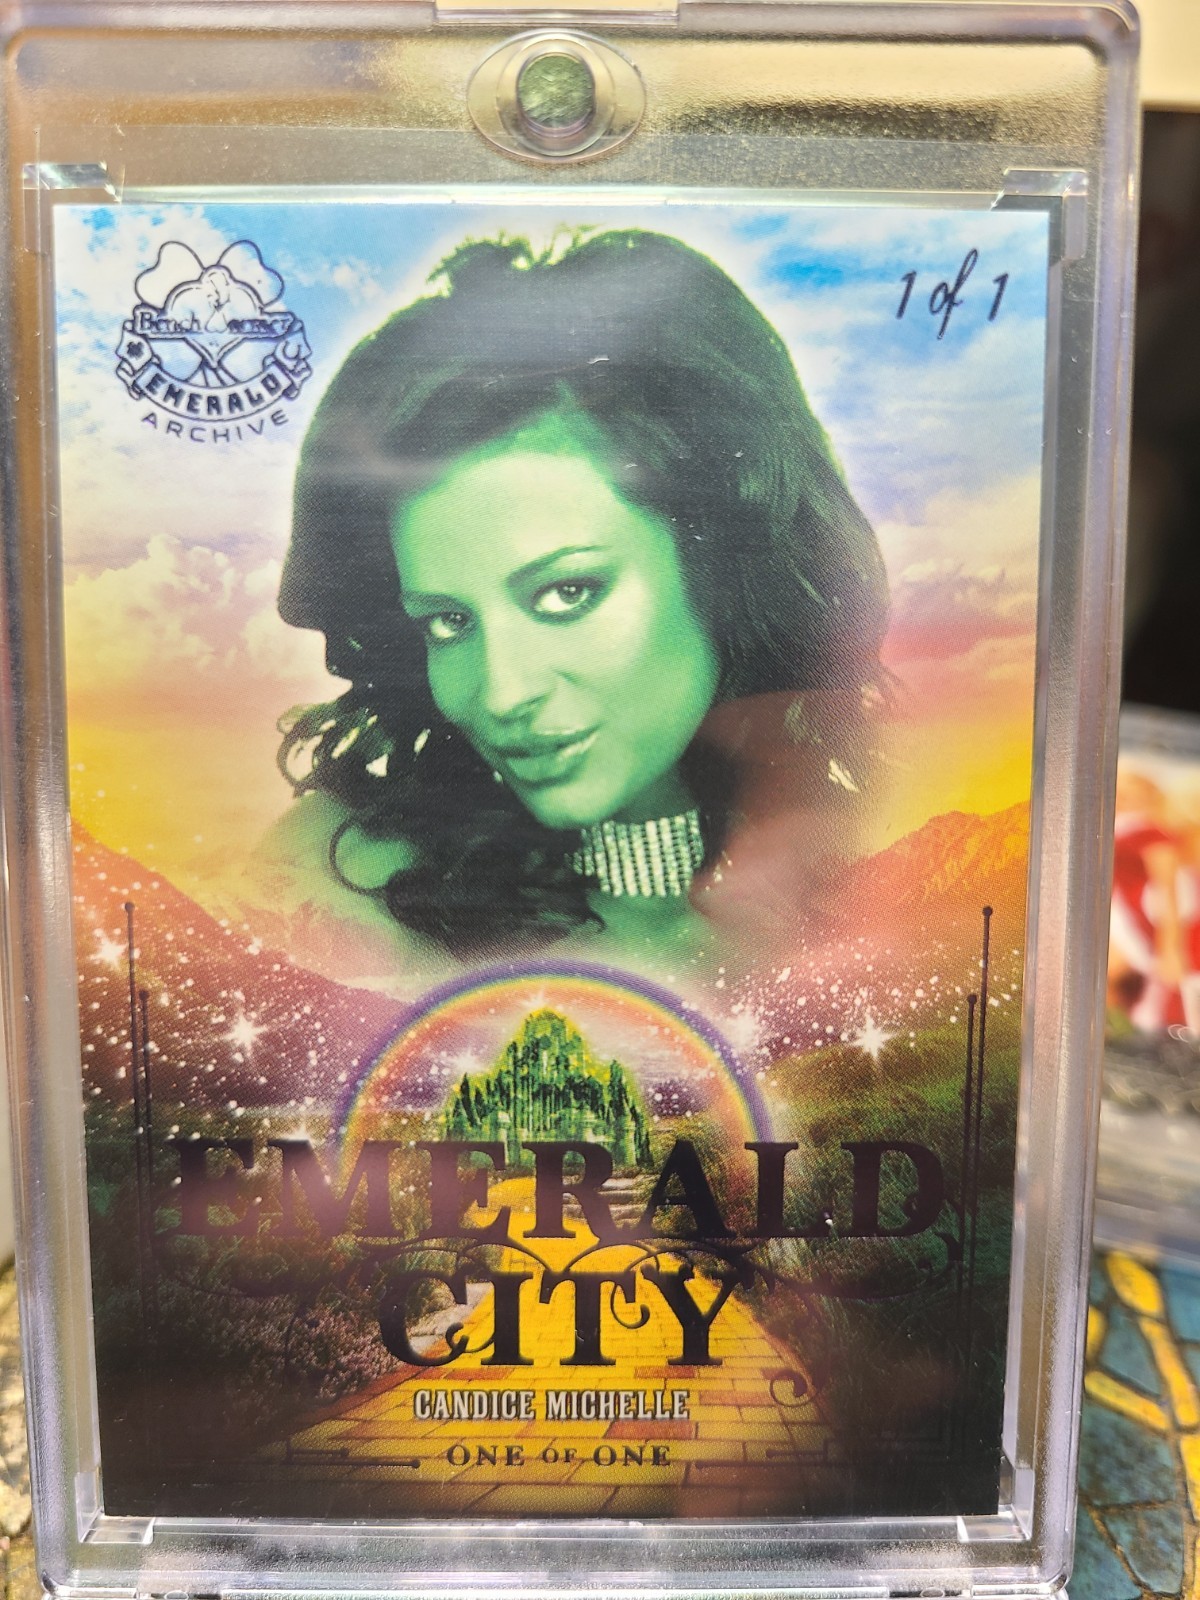 1 of 1
Bench Warmer
EMERALD
ARCHIVE
EMERALD
CITY
CANDICE MICHELLE
ONE OF ONE